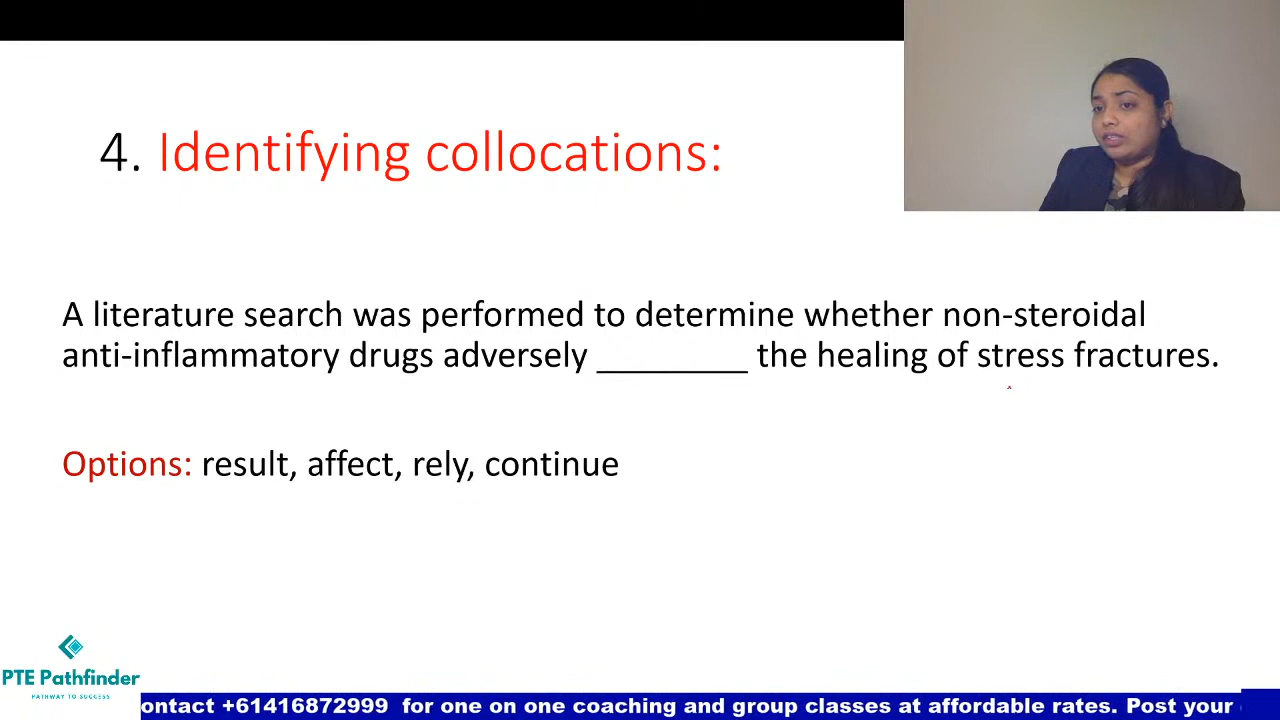 4. Identifying collocations:
A literature search was performed to determine whether non-steroidal
anti-inflammatory drugs adversely ________ the healing of stress fractures.
Options: result, affect, rely, continue
PTE Pathfinder
PATHWAY TO SUCCESS
ontact +61416872999 for one on one coaching and group classes at affordable rates. Post your